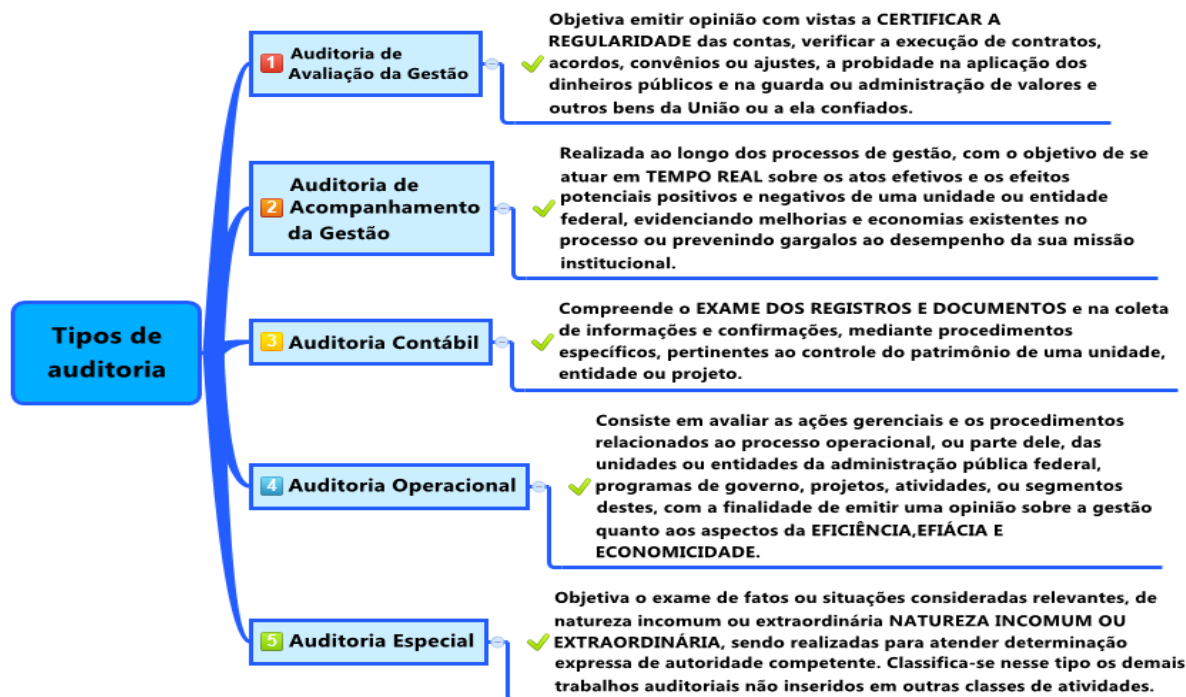 Tipos de
auditoria
1
Auditoria de
Avaliação da Gestão
Objetiva emitir opinião com vistas a CERTIFICAR A
REGULARIDADE das contas, verificar a execução de contratos,
acordos, convênios ou ajustes, a probidade na aplicação dos
dinheiros públicos e na guarda ou administração de valores e
outros bens da União ou a ela confiados.
2
Auditoria de
Acompanhamento
da Gestão
Realizada ao longo dos processos de gestão, com o objetivo de se
atuar em TEMPO REAL sobre os atos efetivos e os efeitos
potenciais positivos e negativos de uma unidade ou entidade
federal, evidenciando melhorias e economias existentes no
processo ou prevenindo gargalos ao desempenho da sua missão
institucional.
3
Auditoria Contábil
Compreende o EXAME DOS REGISTROS E DOCUMENTOS e na coleta
de informações e confirmações, mediante procedimentos
específicos, pertinentes ao controle do patrimônio de uma unidade,
entidade ou projeto.
4
Auditoria Operacional
Consiste em avaliar as ações gerenciais e os procedimentos
relacionados ao processo operacional, ou parte dele, das
unidades ou entidades da administração pública federal,
programas de governo, projetos, atividades, ou segmentos
destes, com a finalidade de emitir uma opinião sobre a gestão
quanto aos aspectos da EFICIÊNCIA,EFIÁCIA E
ECONOMICIDADE.
5
Auditoria Especial
Objetiva o exame de fatos ou situações consideradas relevantes, de
natureza incomum ou extraordinária NATUREZA INCOMUM OU
EXTRAORDINÁRIA, sendo realizadas para atender determinação
expressa de autoridade competente. Classifica-se nesse tipo os demais
trabalhos auditoriais não inseridos em outras classes de atividades.